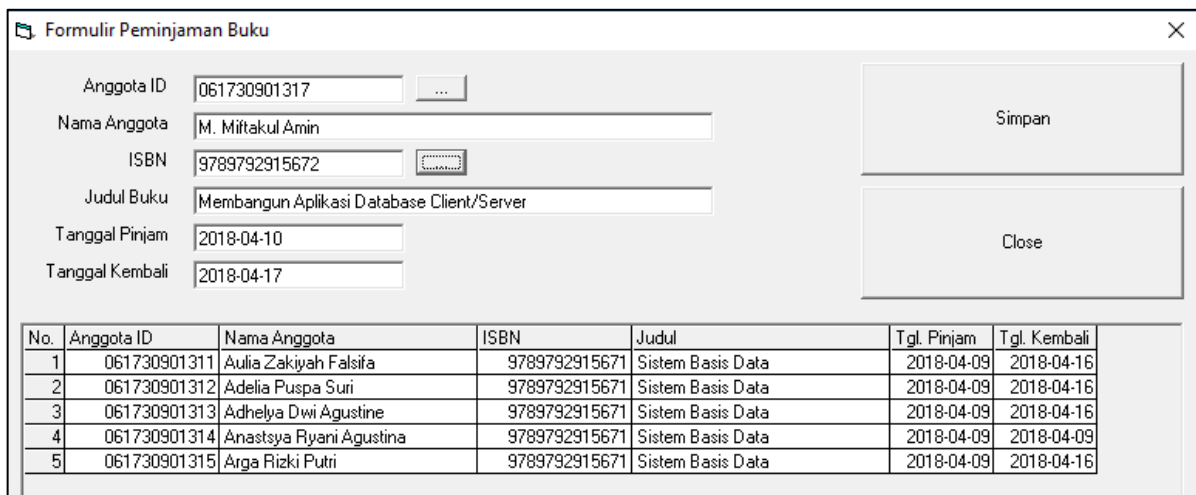 Formulir Peminjaman Buku
Anggota ID 061730901317 ...
Nama Anggota M. Miftakul Amin
ISBN 9789792915672 ...
Judul Buku Membangun Aplikasi Database Client/Server
Tanggal Pinjam 2018-04-10
Tanggal Kembali 2018-04-17
Simpan
Close
No. Anggota ID Nama Anggota ISBN Judul Tgl. Pinjam Tgl. Kembali
1 061730901311 Aulia Zakiyah Falsifa 9789792915671 Sistem Basis Data 2018-04-09 2018-04-16
2 061730901312 Adelia Puspa Suri 9789792915671 Sistem Basis Data 2018-04-09 2018-04-16
3 061730901313 Adhelya Dwi Agustine 9789792915671 Sistem Basis Data 2018-04-09 2018-04-16
4 061730901314 Anastsya Ryani Agustina 9789792915671 Sistem Basis Data 2018-04-09 2018-04-09
5 061730901315 Arga Rizki Putri 9789792915671 Sistem Basis Data 2018-04-09 2018-04-16